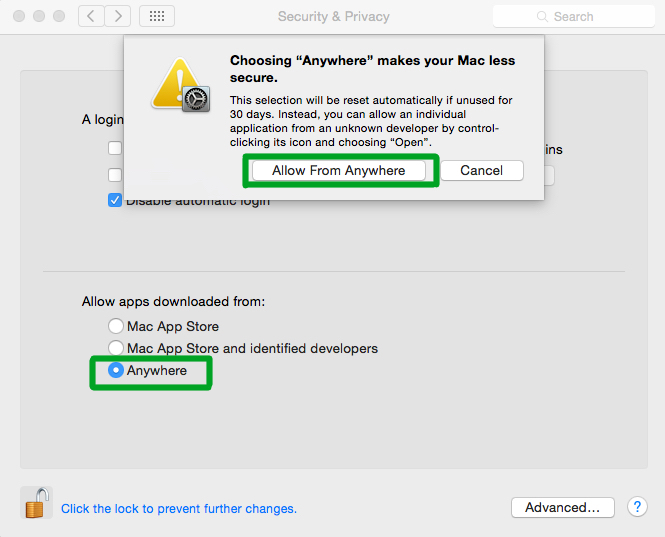 Security & Privacy
Search
Choosing “Anywhere” makes your Mac less
secure.
This selection will be reset automatically if unused for
30 days. Instead, you can allow an individual
application from an unknown developer by control-
clicking its icon and choosing “Open”.
Allow From Anywhere
Cancel
A login
Disable automatic login
Allow apps downloaded from:
Mac App Store
Mac App Store and identified developers
Anywhere
Click the lock to prevent further changes.
Advanced...
?